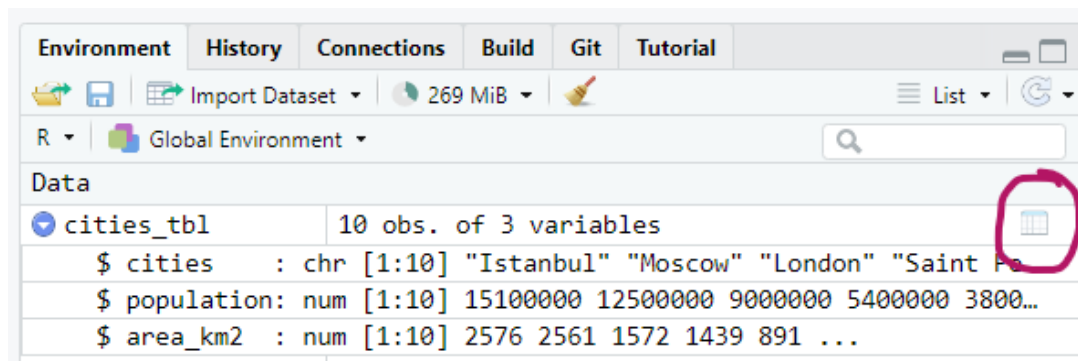 Environment History Connections Build Git Tutorial
Import Dataset 269 MiB List
R Global Environment
Data
cities_tbl 10 obs. of 3 variables
$ cities : chr [1:10] "Istanbul" "Moscow" "London" "Saint Pe…
$ population: num [1:10] 15100000 12500000 9000000 5400000 3800…
$ area_km2 : num [1:10] 2576 2561 1572 1439 891 ...